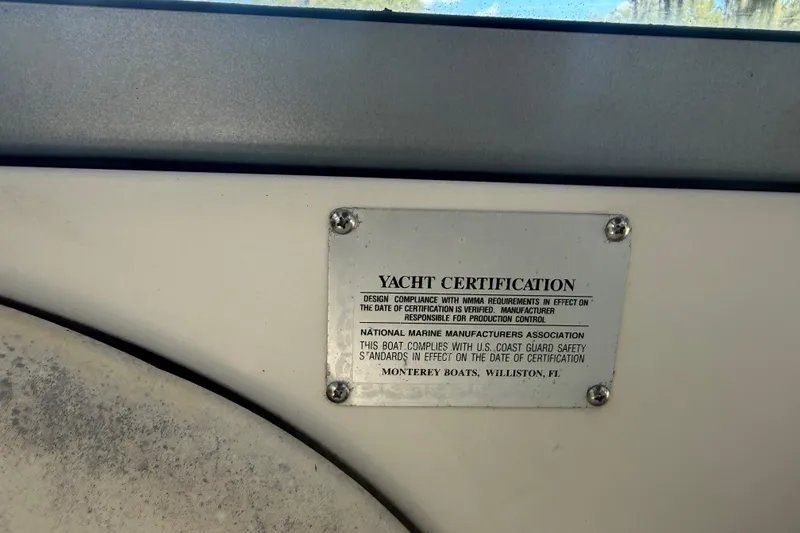 YACHT CERTIFICATION
DESIGN COMPLIANCE WITH NMMA REQUIREMENTS IN EFFECT ON
THE DATE OF CERTIFICATION IS VERIFIED. MANUFACTURER
RESPONSIBLE FOR PRODUCTION CONTROL
NATIONAL MARINE MANUFACTURERS ASSOCIATION
THIS BOAT COMPLIES WITH U.S. COAST GUARD SAFETY
STANDARDS IN EFFECT ON THE DATE OF CERTIFICATION
MONTEREY BOATS, WILLISTON, FL